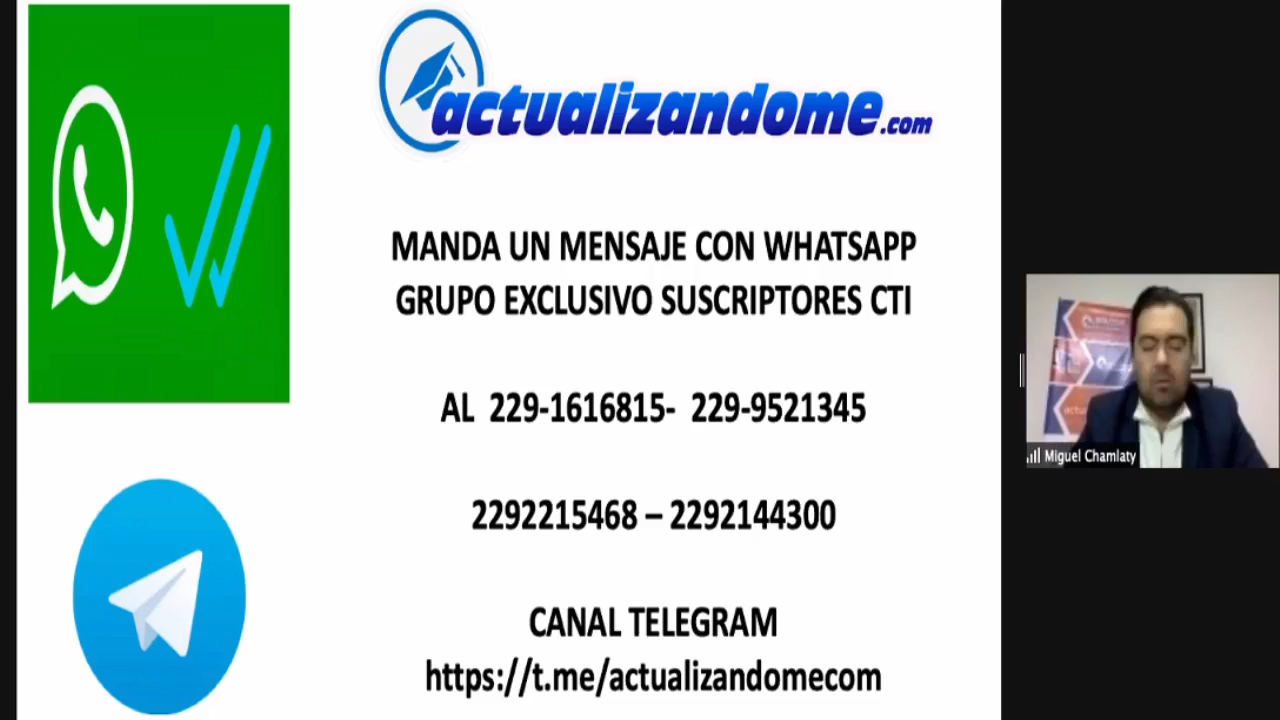 actualizandome.com
MANDA UN MENSAJE CON WHATSAPP
GRUPO EXCLUSIVO SUSCRIPTORES CTI
AL 229-1616815- 229-9521345
2292215468 – 2292144300
CANAL TELEGRAM
https://t.me/actualizandomecom
Miguel Chamlaty